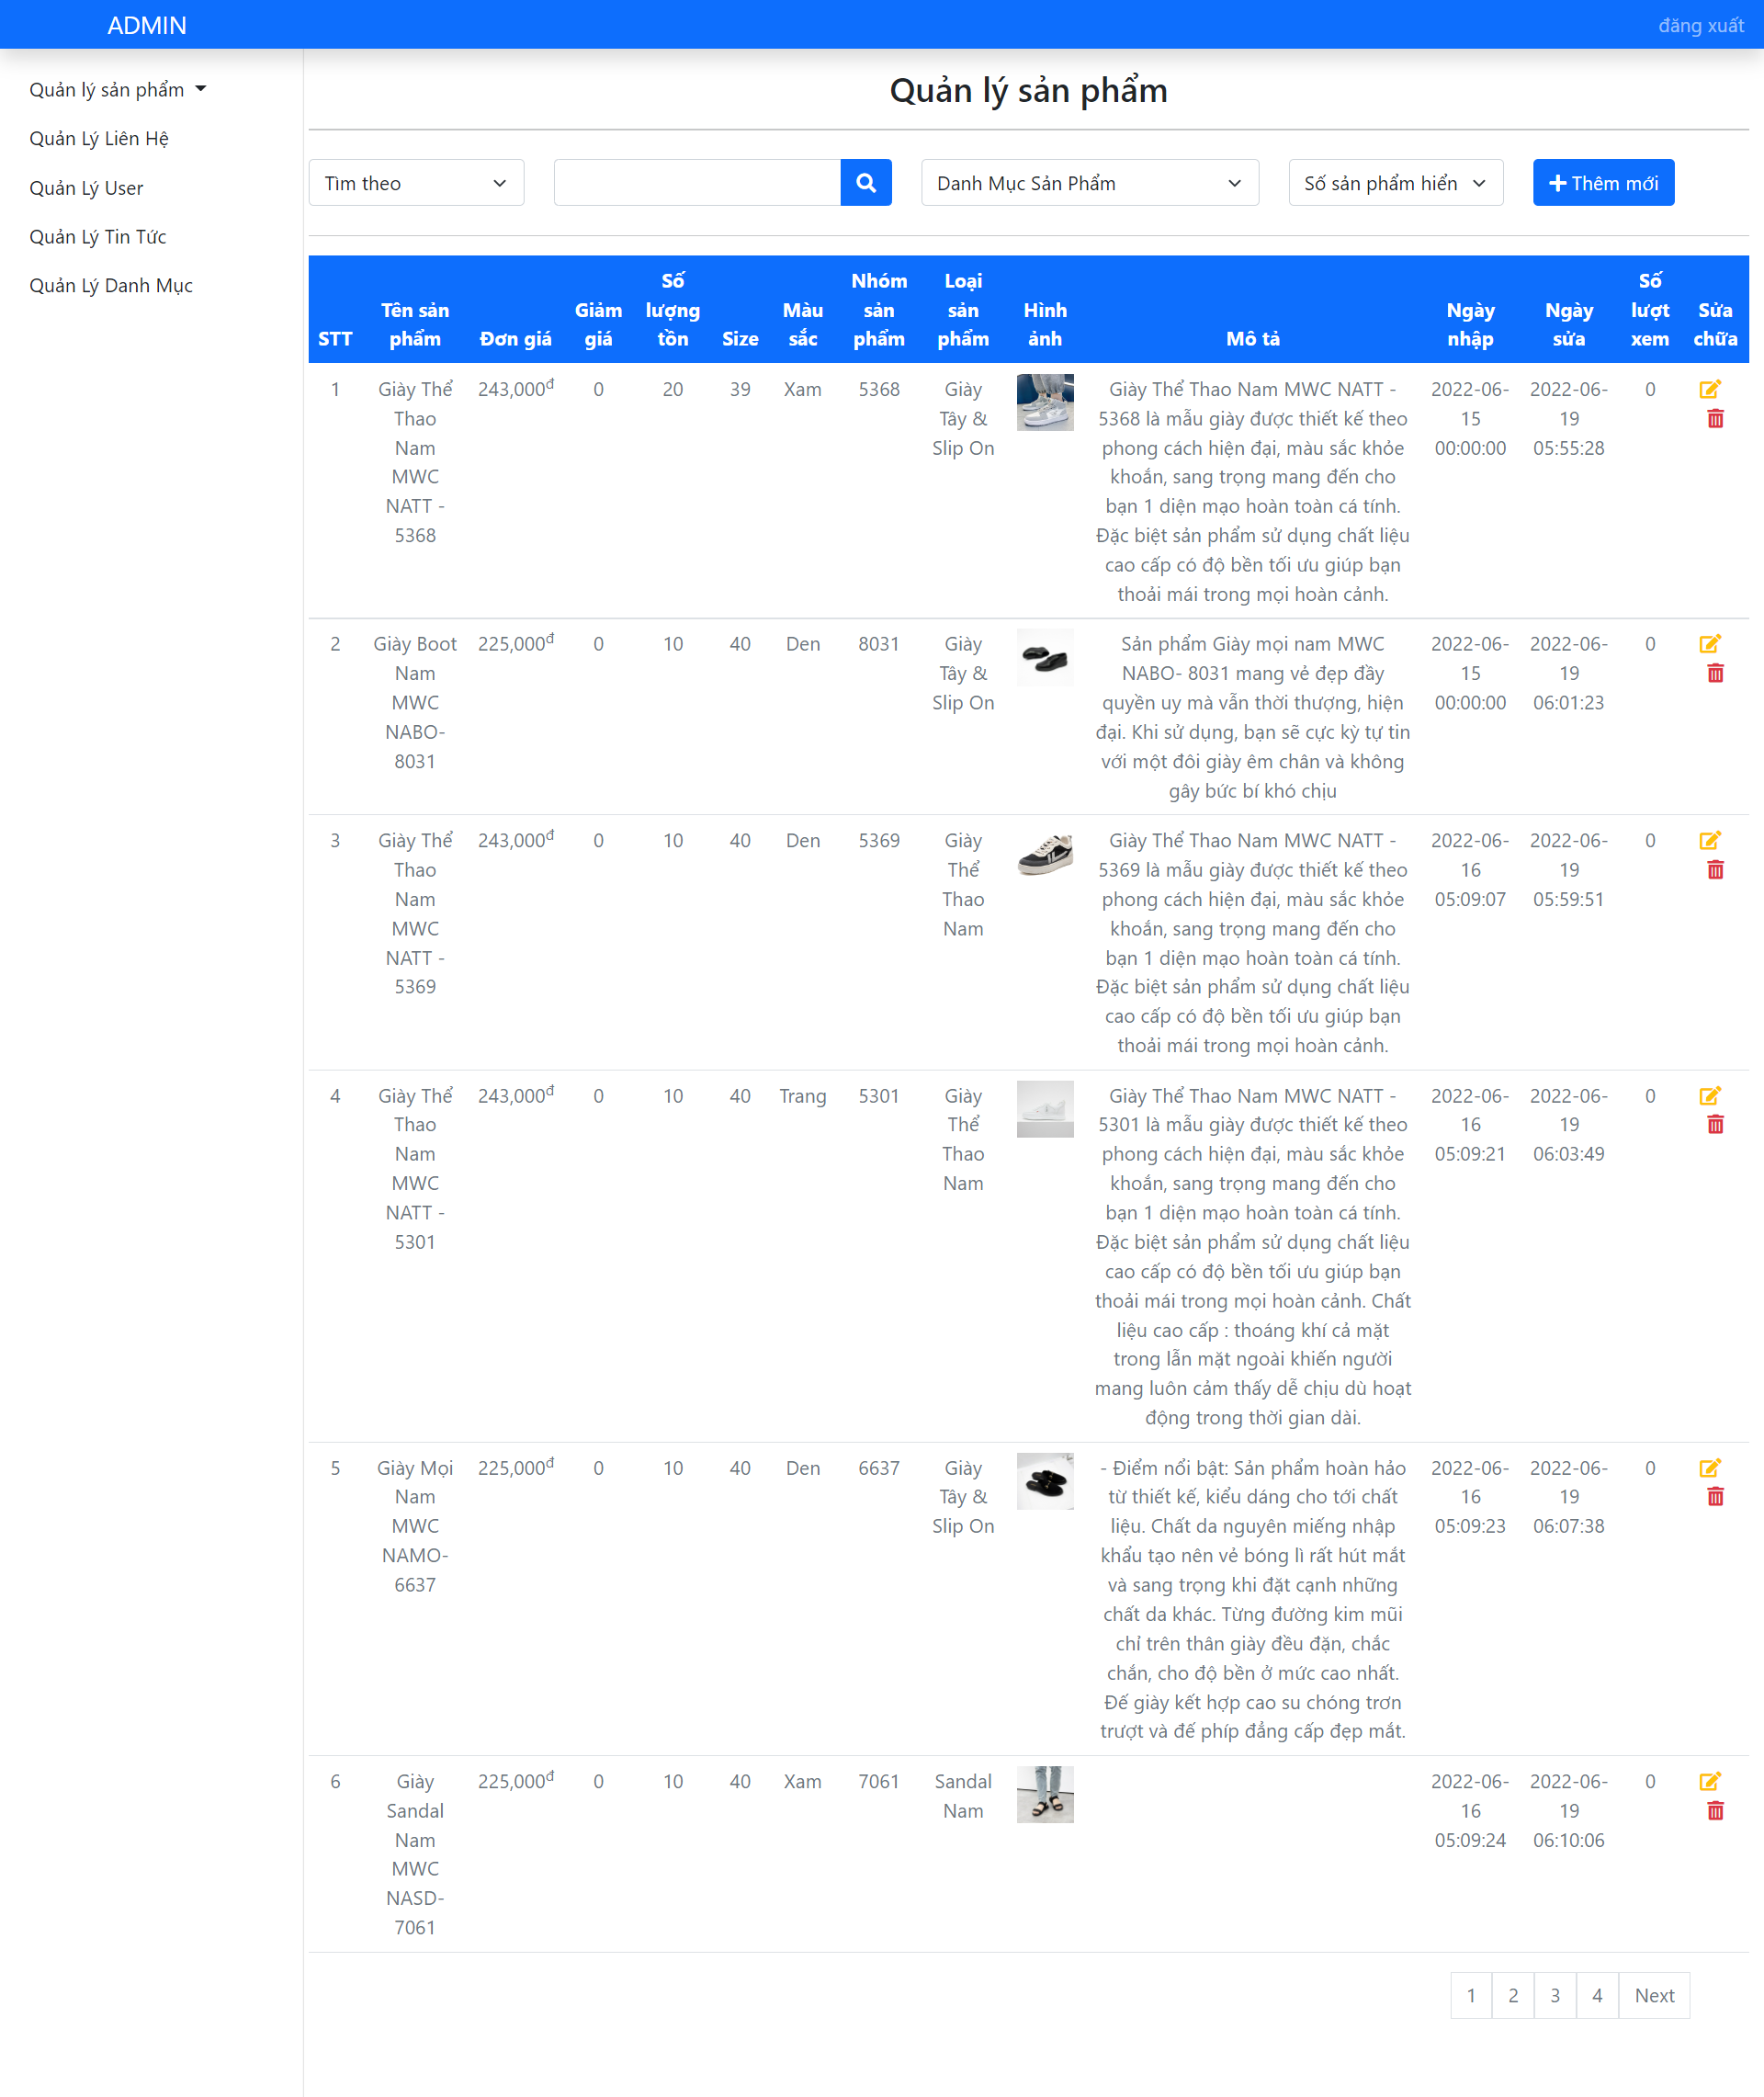 ADMIN
đăng xuất
Quản lý sản phẩm
Quản Lý Liên Hệ
Quản Lý User
Quản Lý Tin Tức
Quản Lý Danh Mục
Quản lý sản phẩm
Tìm theo
Danh Mục Sản Phẩm
Số sản phẩm hiển
Thêm mới
STT Tên sản phẩm Đơn giá Giảm giá Số lượng tồn Size Màu sắc Nhóm sản phẩm Loại sản phẩm Hình ảnh Mô tả Ngày nhập Ngày sửa Số lượt xem Sửa chữa
1 Giày Thể Thao Nam MWC NATT - 5368 243,000đ 0 20 39 Xam 5368 Giày Tây & Slip On
Giày Thể Thao Nam MWC NATT -
5368 là mẫu giày được thiết kế theo
phong cách hiện đại, màu sắc khỏe
khoắn, sang trọng mang đến cho
bạn 1 diện mạo hoàn toàn cá tính.
Đặc biệt sản phẩm sử dụng chất liệu
cao cấp có độ bền tối ưu giúp bạn
thoải mái trong mọi hoàn cảnh.
2022-06-15 00:00:00 2022-06-19 05:55:28 0
2 Giày Boot Nam MWC NABO- 8031 225,000đ 0 10 40 Den 8031 Giày Tây & Slip On
Sản phẩm Giày mọi nam MWC
NABO- 8031 mang vẻ đẹp đầy
quyền uy mà vẫn thời thượng, hiện
đại. Khi sử dụng, bạn sẽ cực kỳ tự tin
với một đôi giày êm chân và không
gây bức bí khó chịu
2022-06-15 00:00:00 2022-06-19 06:01:23 0
3 Giày Thể Thao Nam MWC NATT - 5369 243,000đ 0 10 40 Den 5369 Giày Thể Thao Nam
Giày Thể Thao Nam MWC NATT -
5369 là mẫu giày được thiết kế theo
phong cách hiện đại, màu sắc khỏe
khoắn, sang trọng mang đến cho
bạn 1 diện mạo hoàn toàn cá tính.
Đặc biệt sản phẩm sử dụng chất liệu
cao cấp có độ bền tối ưu giúp bạn
thoải mái trong mọi hoàn cảnh.
2022-06-16 05:09:07 2022-06-19 05:59:51 0
4 Giày Thể Thao Nam MWC NATT - 5301 243,000đ 0 10 40 Trang 5301 Giày Thể Thao Nam
Giày Thể Thao Nam MWC NATT -
5301 là mẫu giày được thiết kế theo
phong cách hiện đại, màu sắc khỏe
khoắn, sang trọng mang đến cho
bạn 1 diện mạo hoàn toàn cá tính.
Đặc biệt sản phẩm sử dụng chất liệu
cao cấp có độ bền tối ưu giúp bạn
thoải mái trong mọi hoàn cảnh. Chất
liệu cao cấp : thoáng khí cả mặt
trong lẫn mặt ngoài khiến người
mang luôn cảm thấy dễ chịu dù hoạt
động trong thời gian dài.
2022-06-16 05:09:21 2022-06-19 06:03:49 0
5 Giày Mọi Nam MWC NAMO- 6637 225,000đ 0 10 40 Den 6637 Giày Tây & Slip On
- Điểm nổi bật: Sản phẩm hoàn hảo
từ thiết kế, kiểu dáng cho tới chất
liệu. Chất da nguyên miếng nhập
khẩu tạo nên vẻ bóng lì rất hút mắt
và sang trọng khi đặt cạnh những
chất da khác. Từng đường kim mũi
chỉ trên thân giày đều đặn, chắc
chắn, cho độ bền ở mức cao nhất.
Đế giày kết hợp cao su chóng trơn
trượt và đế phíp đẳng cấp đẹp mắt.
2022-06-16 05:09:23 2022-06-19 06:07:38 0
6 Giày Sandal Nam MWC NASD- 7061 225,000đ 0 10 40 Xam 7061 Sandal Nam
2022-06-16 05:09:24 2022-06-19 06:10:06 0
1 2 3 4 Next